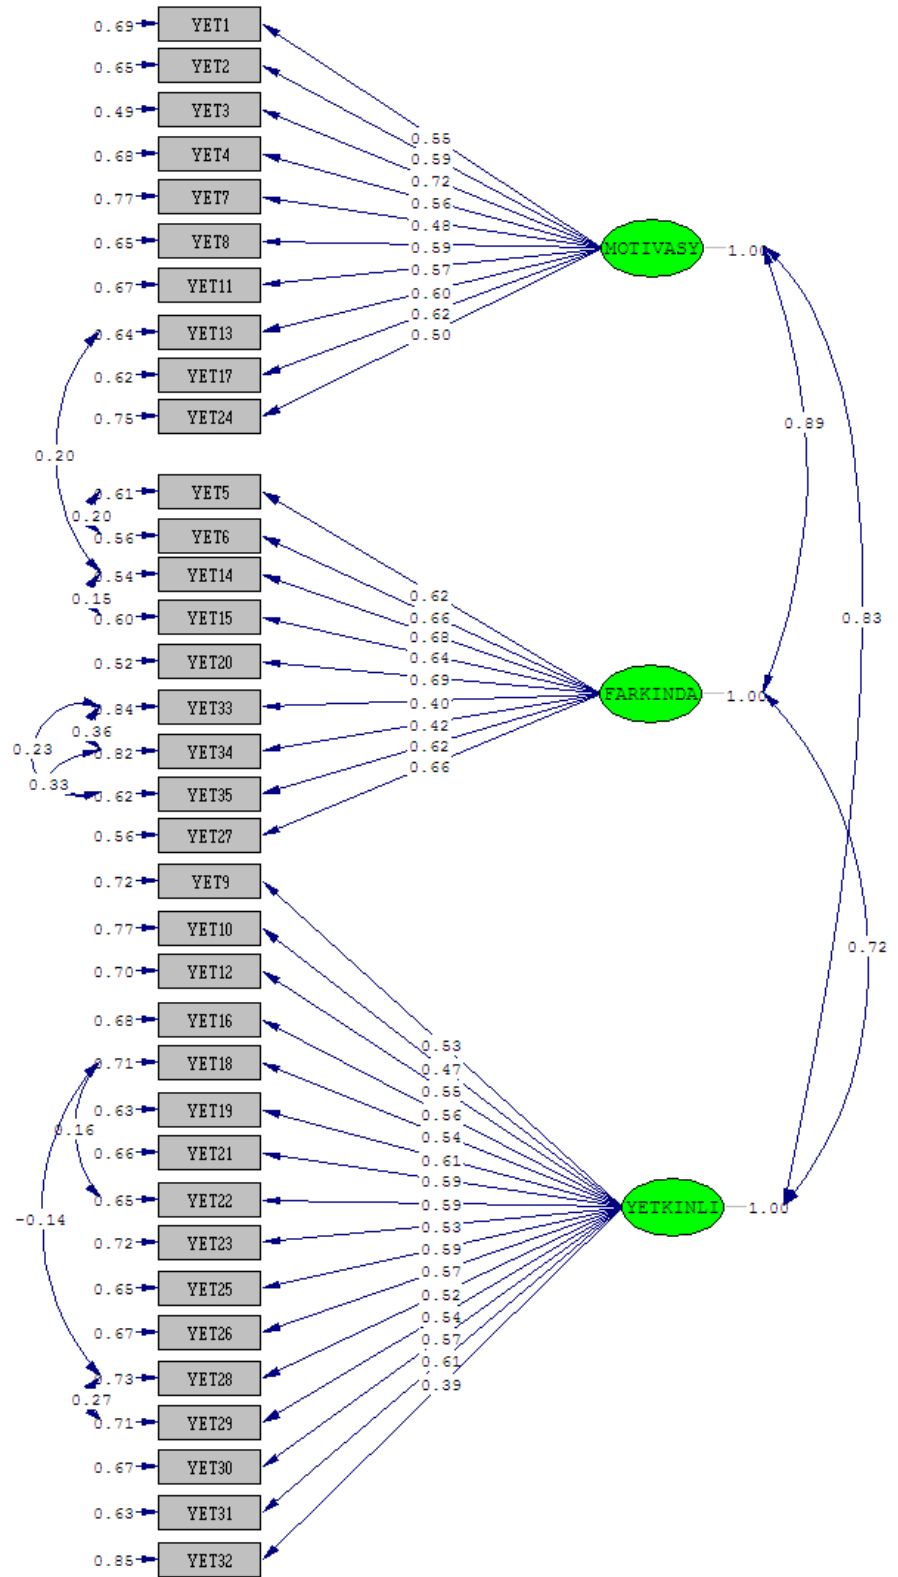 0.69 YET1
0.65 YET2
0.49 YET3
0.68 YET4
0.77 YET7
0.65 YET8
0.67 YET11
0.64 YET13
0.62 YET17
0.75 YET24
0.61 YET5
0.56 YET6
0.54 YET14
0.60 YET15
0.52 YET20
0.84 YET33
0.82 YET34
0.62 YET35
0.56 YET27
0.72 YET9
0.77 YET10
0.70 YET12
0.68 YET16
0.71 YET18
0.63 YET19
0.66 YET21
0.65 YET22
0.72 YET23
0.65 YET25
0.67 YET26
0.73 YET28
0.71 YET29
0.67 YET30
0.63 YET31
0.85 YET32
0.20
0.20
0.15
0.36
0.23
0.33
0.16
-0.14
0.27
0.55
0.59
0.72
0.56
0.48
0.59
0.57
0.60
0.62
0.50
0.62
0.66
0.68
0.64
0.69
0.40
0.42
0.62
0.66
0.53
0.47
0.55
0.56
0.54
0.61
0.59
0.59
0.53
0.59
0.57
0.52
0.54
0.57
0.61
0.39
MOTIVASY 1.00
FARKINDA 1.00
YETKINLI 1.00
0.89
0.83
0.72